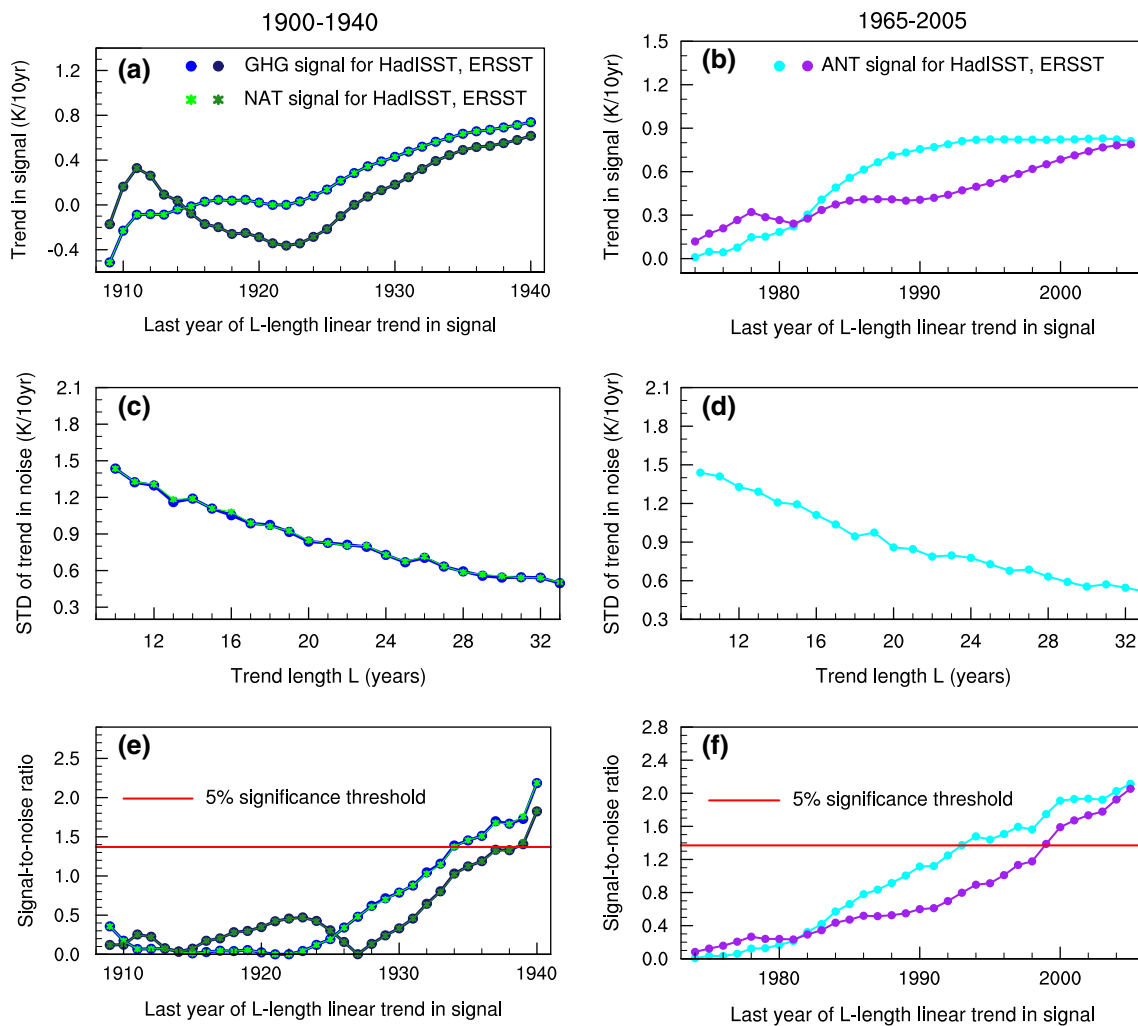 1900-1940
1965-2005
(a)
GHG signal for HadISST, ERSST
NAT signal for HadISST, ERSST
Trend in signal (K/10yr)
1.2
0.8
0.4
0.0
-0.4
1910
1920
1930
1940
Last year of L-length linear trend in signal
(b)
ANT signal for HadISST, ERSST
Trend in signal (K/10yr)
1.5
1.2
0.9
0.6
0.3
0.0
1980
1990
2000
Last year of L-length linear trend in signal
(c)
STD of trend in noise (K/10yr)
2.1
1.8
1.5
1.2
0.9
0.6
0.3
12
16
20
24
28
32
Trend length L (years)
(d)
STD of trend in noise (K/10yr)
2.1
1.8
1.5
1.2
0.9
0.6
0.3
12
16
20
24
28
32
Trend length L (years)
(e)
5% significance threshold
Signal-to-noise ratio
2.5
2.0
1.5
1.0
0.5
0.0
1910
1920
1930
1940
Last year of L-length linear trend in signal
(f)
5% significance threshold
Signal-to-noise ratio
2.8
2.4
2.0
1.6
1.2
0.8
0.4
0.0
1980
1990
2000
Last year of L-length linear trend in signal